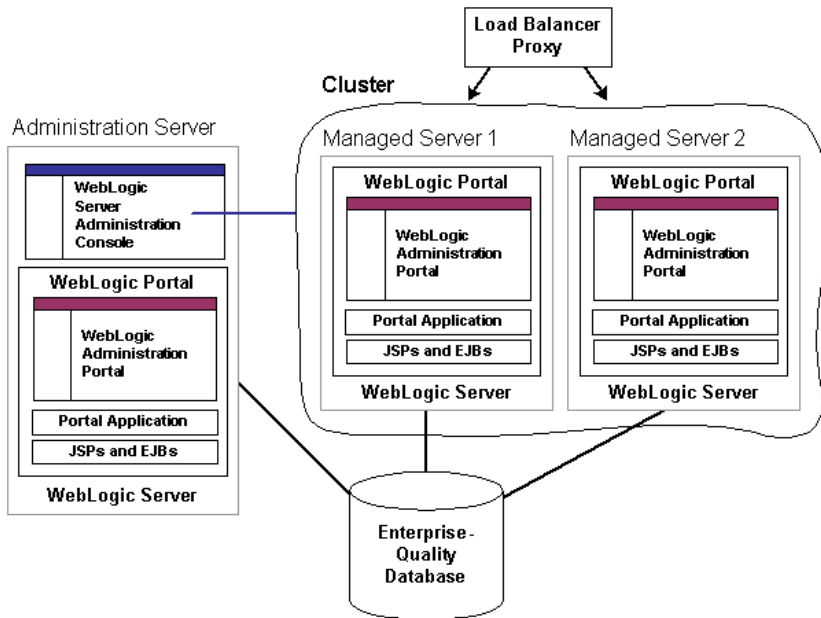 Load Balancer
Proxy
Cluster
Administration Server
WebLogic
Server
Administration
Console
WebLogic Portal
WebLogic
Administration
Portal
Portal Application
JSPs and EJBs
WebLogic Server
Managed Server 1
WebLogic Portal
WebLogic
Administration
Portal
Portal Application
JSPs and EJBs
WebLogic Server
Managed Server 2
WebLogic Portal
WebLogic
Administration
Portal
Portal Application
JSPs and EJBs
WebLogic Server
Enterprise-
Quality
Database